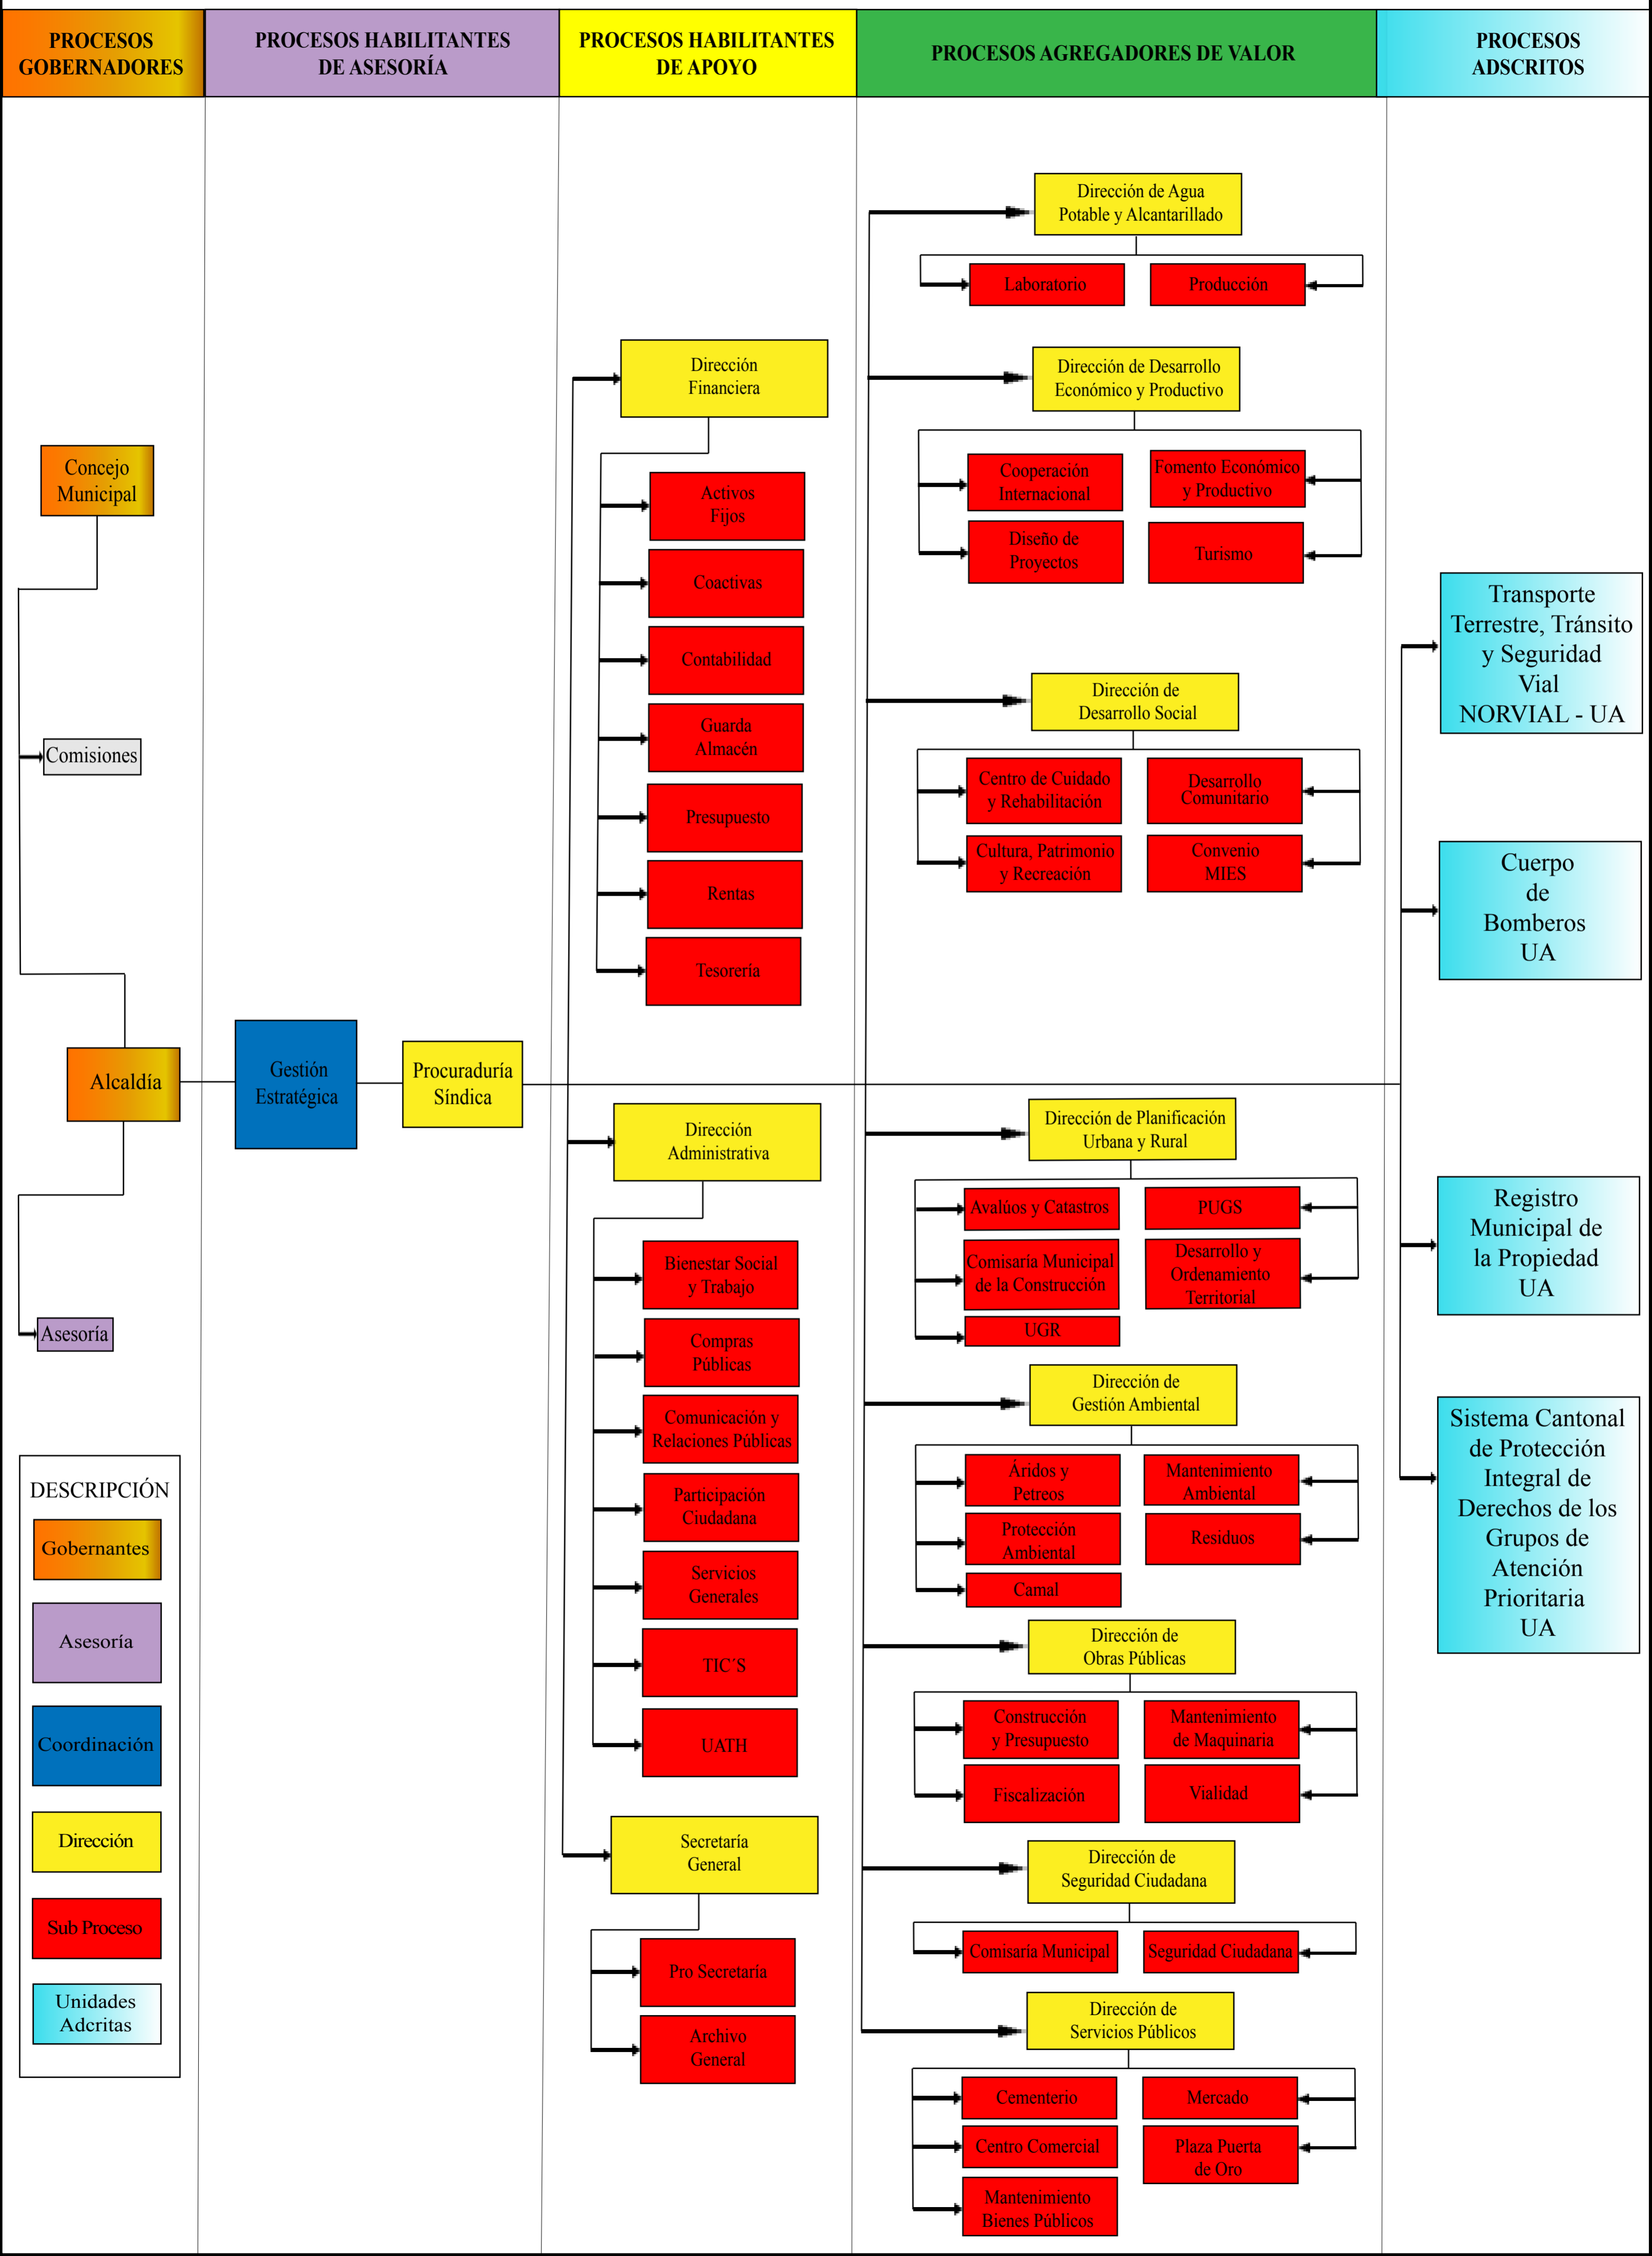 PROCESOS
GOBERNADORES
PROCESOS HABILITANTES
DE ASESORÍA
PROCESOS HABILITANTES
DE APOYO
PROCESOS AGREGADORES DE VALOR
PROCESOS
ADSCRITOS
Concejo
Municipal
Comisiones
Alcaldía
Asesoría
DESCRIPCIÓN
Gobernantes
Asesoría
Coordinación
Dirección
Sub Proceso
Unidades
Adcritas
Gestión
Estratégica
Procuraduría
Síndica
Dirección
Financiera
Activos
Fijos
Coactivas
Contabilidad
Guarda
Almacén
Presupuesto
Rentas
Tesorería
Dirección
Administrativa
Bienestar Social
y Trabajo
Compras
Públicas
Comunicación y
Relaciones Públicas
Participación
Ciudadana
Servicios
Generales
TIC´S
UATH
Secretaría
General
Pro Secretaría
Archivo
General
Dirección de Agua
Potable y Alcantarillado
Laboratorio
Producción
Dirección de Desarrollo
Económico y Productivo
Cooperación
Internacional
Fomento Económico
y Productivo
Diseño de
Proyectos
Turismo
Dirección de
Desarrollo Social
Centro de Cuidado
y Rehabilitación
Desarrollo
Comunitario
Cultura, Patrimonio
y Recreación
Convenio
MIES
Dirección de Planificación
Urbana y Rural
Avalúos y Catastros
PUGS
Comisaría Municipal
de la Construcción
Desarrollo y
Ordenamiento
Territorial
UGR
Dirección de
Gestión Ambiental
Áridos y
Petreos
Mantenimiento
Ambiental
Protección
Ambiental
Residuos
Camal
Dirección de
Obras Públicas
Construcción
y Presupuesto
Mantenimiento
de Maquinaria
Fiscalización
Vialidad
Dirección de
Seguridad Ciudadana
Comisaría Municipal
Seguridad Ciudadana
Dirección de
Servicios Públicos
Cementerio
Mercado
Centro Comercial
Plaza Puerta
de Oro
Mantenimiento
Bienes Públicos
Transporte
Terrestre, Tránsito
y Seguridad
Vial
NORVIAL - UA
Cuerpo
de
Bomberos
UA
Registro
Municipal de
la Propiedad
UA
Sistema Cantonal
de Protección
Integral de
Derechos de los
Grupos de
Atención
Prioritaria
UA